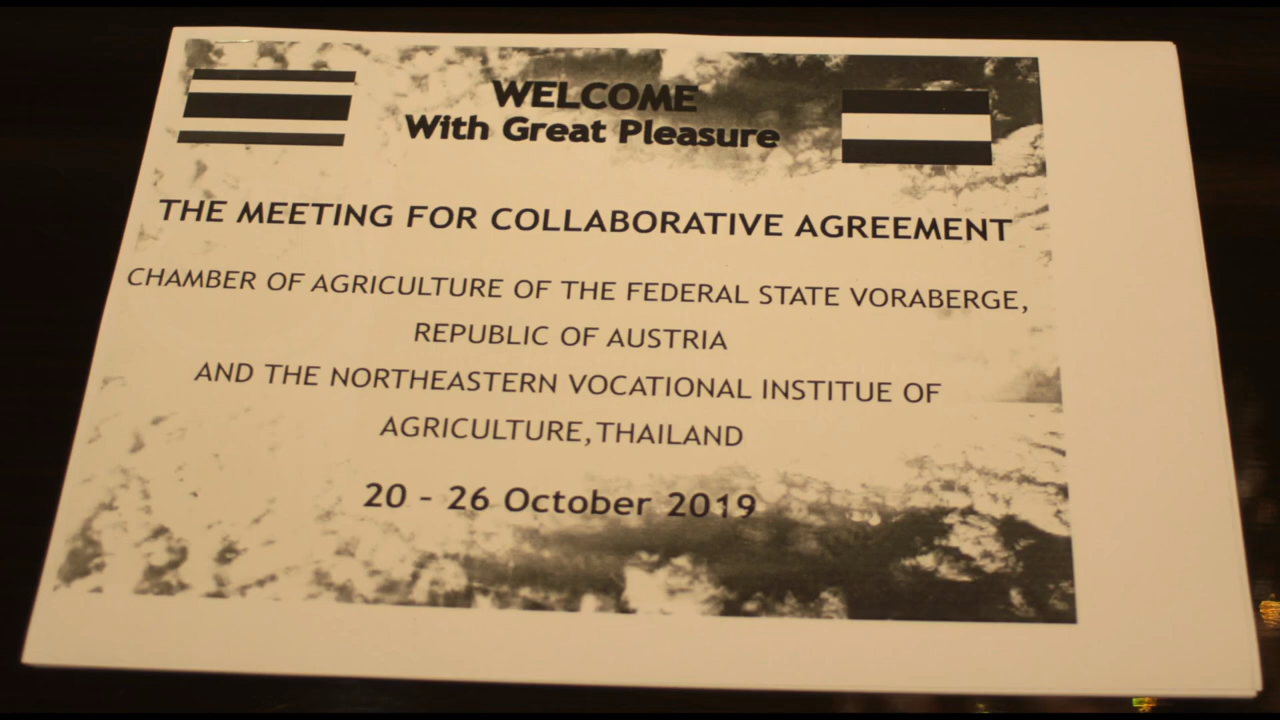 WELCOME
With Great Pleasure
THE MEETING FOR COLLABORATIVE AGREEMENT
CHAMBER OF AGRICULTURE OF THE FEDERAL STATE VORABERGE,
REPUBLIC OF AUSTRIA
AND THE NORTHEASTERN VOCATIONAL INSTITUE OF
AGRICULTURE, THAILAND
20 - 26 October 2019